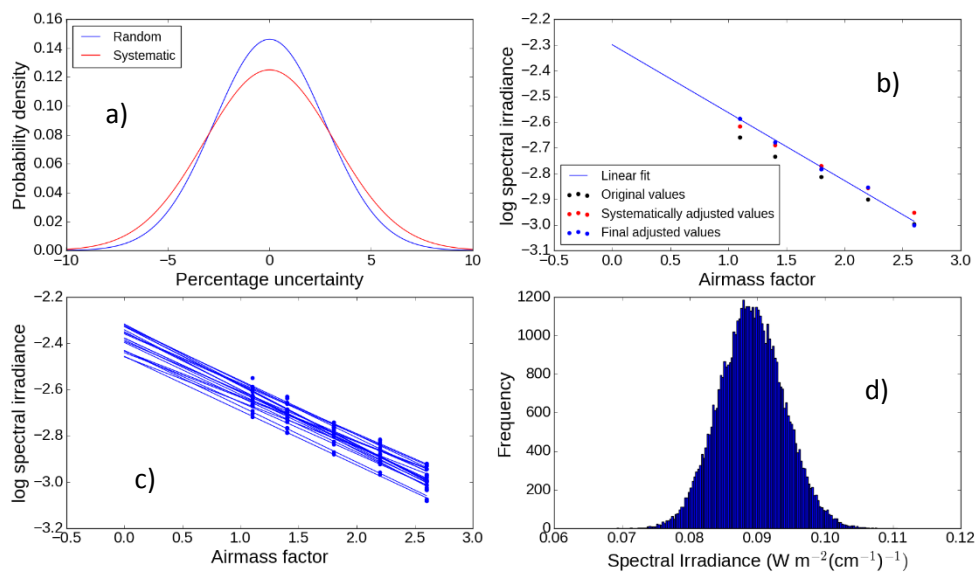 0.16
0.14
0.12
0.10
0.08
0.06
0.04
0.02
0.00
Probability density
Random
Systematic
a)
−10 −5 0 5 10
Percentage uncertainty
−2.2
−2.3
−2.4
−2.5
−2.6
−2.7
−2.8
−2.9
−3.0
−3.1
log spectral irradiance
b)
Linear fit
Original values
Systematically adjusted values
Final adjusted values
−0.5 0.0 0.5 1.0 1.5 2.0 2.5 3.0
Airmass factor
−2.2
−2.4
−2.6
−2.8
−3.0
−3.2
log spectral irradiance
c)
−0.5 0.0 0.5 1.0 1.5 2.0 2.5 3.0
Airmass factor
1200
1000
800
600
400
200
0
Frequency
d)
0.06 0.07 0.08 0.09 0.10 0.11 0.12
Spectral Irradiance (W m⁻²(cm⁻¹)⁻¹)